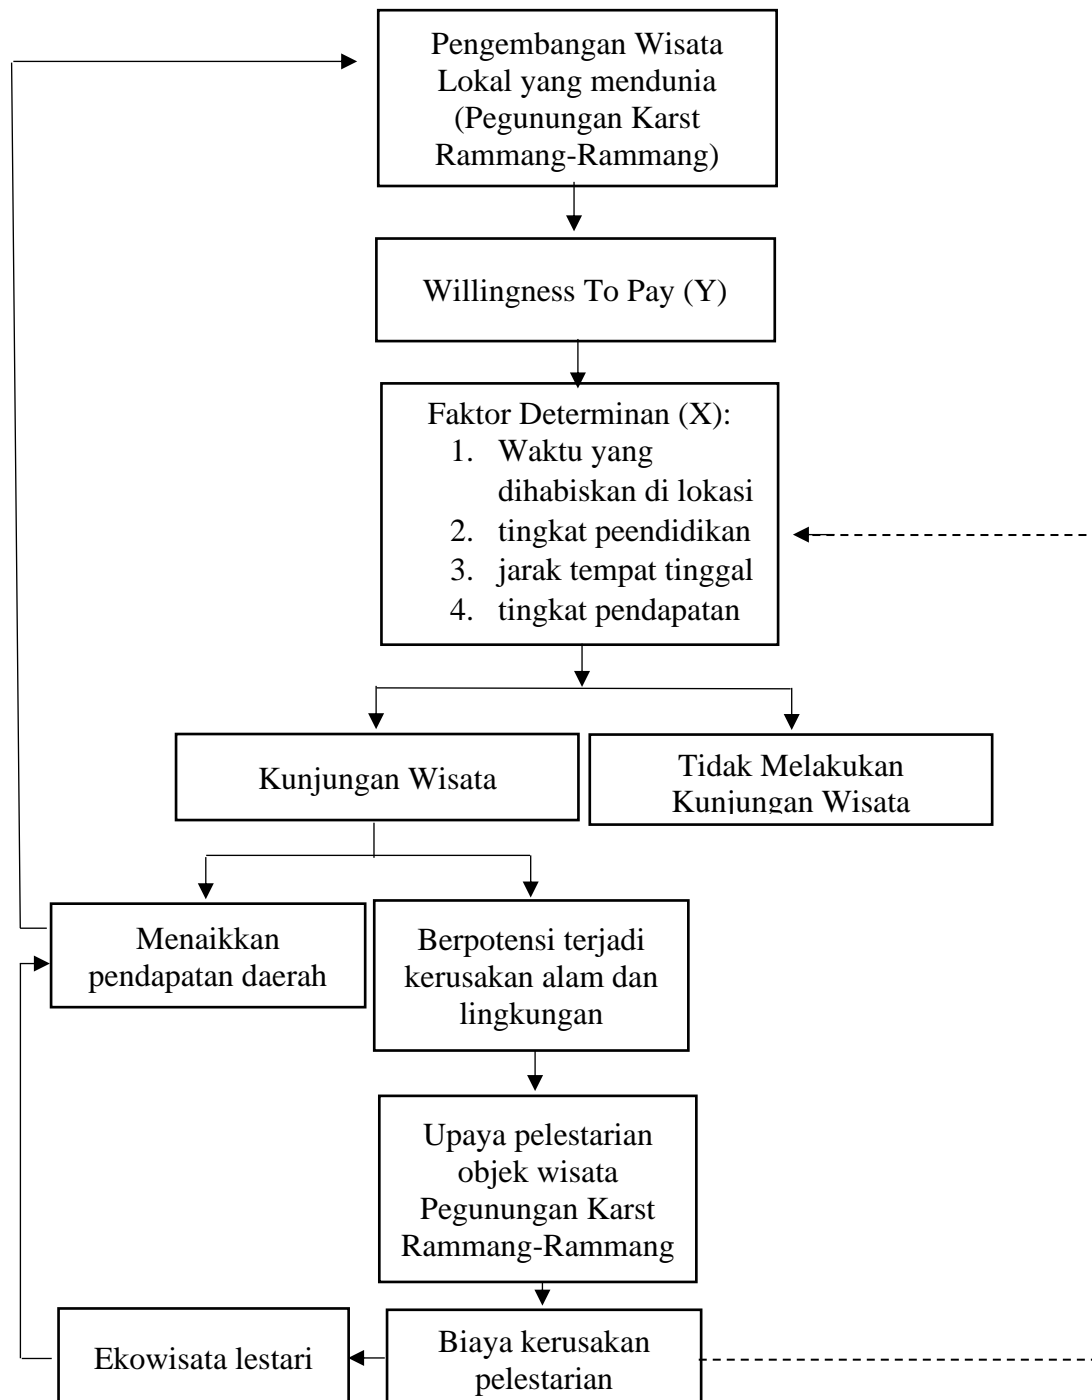 Pengembangan Wisata
Lokal yang mendunia
(Pegunungan Karst
Rammang-Rammang)
Willingness To Pay (Y)
Faktor Determinan (X):
1. Waktu yang
dihabiskan di lokasi
2. tingkat peendidikan
3. jarak tempat tinggal
4. tingkat pendapatan
Kunjungan Wisata
Tidak Melakukan
Kunjungan Wisata
Menaikkan
pendapatan daerah
Berpotensi terjadi
kerusakan alam dan
lingkungan
Upaya pelestarian
objek wisata
Pegunungan Karst
Rammang-Rammang
Ekowisata lestari
Biaya kerusakan
pelestarian